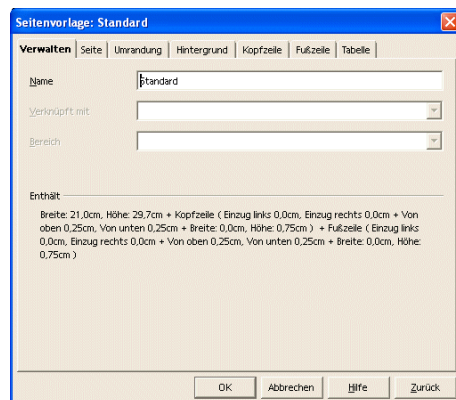 Seitenvorlage: Standard
Verwalten Seite Umrandung Hintergrund Kopfzeile Fußzeile Tabelle
Name Standard
Verknüpft mit
Bereich
Enthält
Breite: 21,0cm, Höhe: 29,7cm + Kopfzeile ( Einzug links 0,0cm, Einzug rechts 0,0cm + Von
oben 0,25cm, Von unten 0,25cm + Breite: 0,0cm, Höhe: 0,75cm ) + Fußzeile ( Einzug links
0,0cm, Einzug rechts 0,0cm + Von oben 0,25cm, Von unten 0,25cm + Breite: 0,0cm, Höhe:
0,75cm )
OK Abbrechen Hilfe Zurück